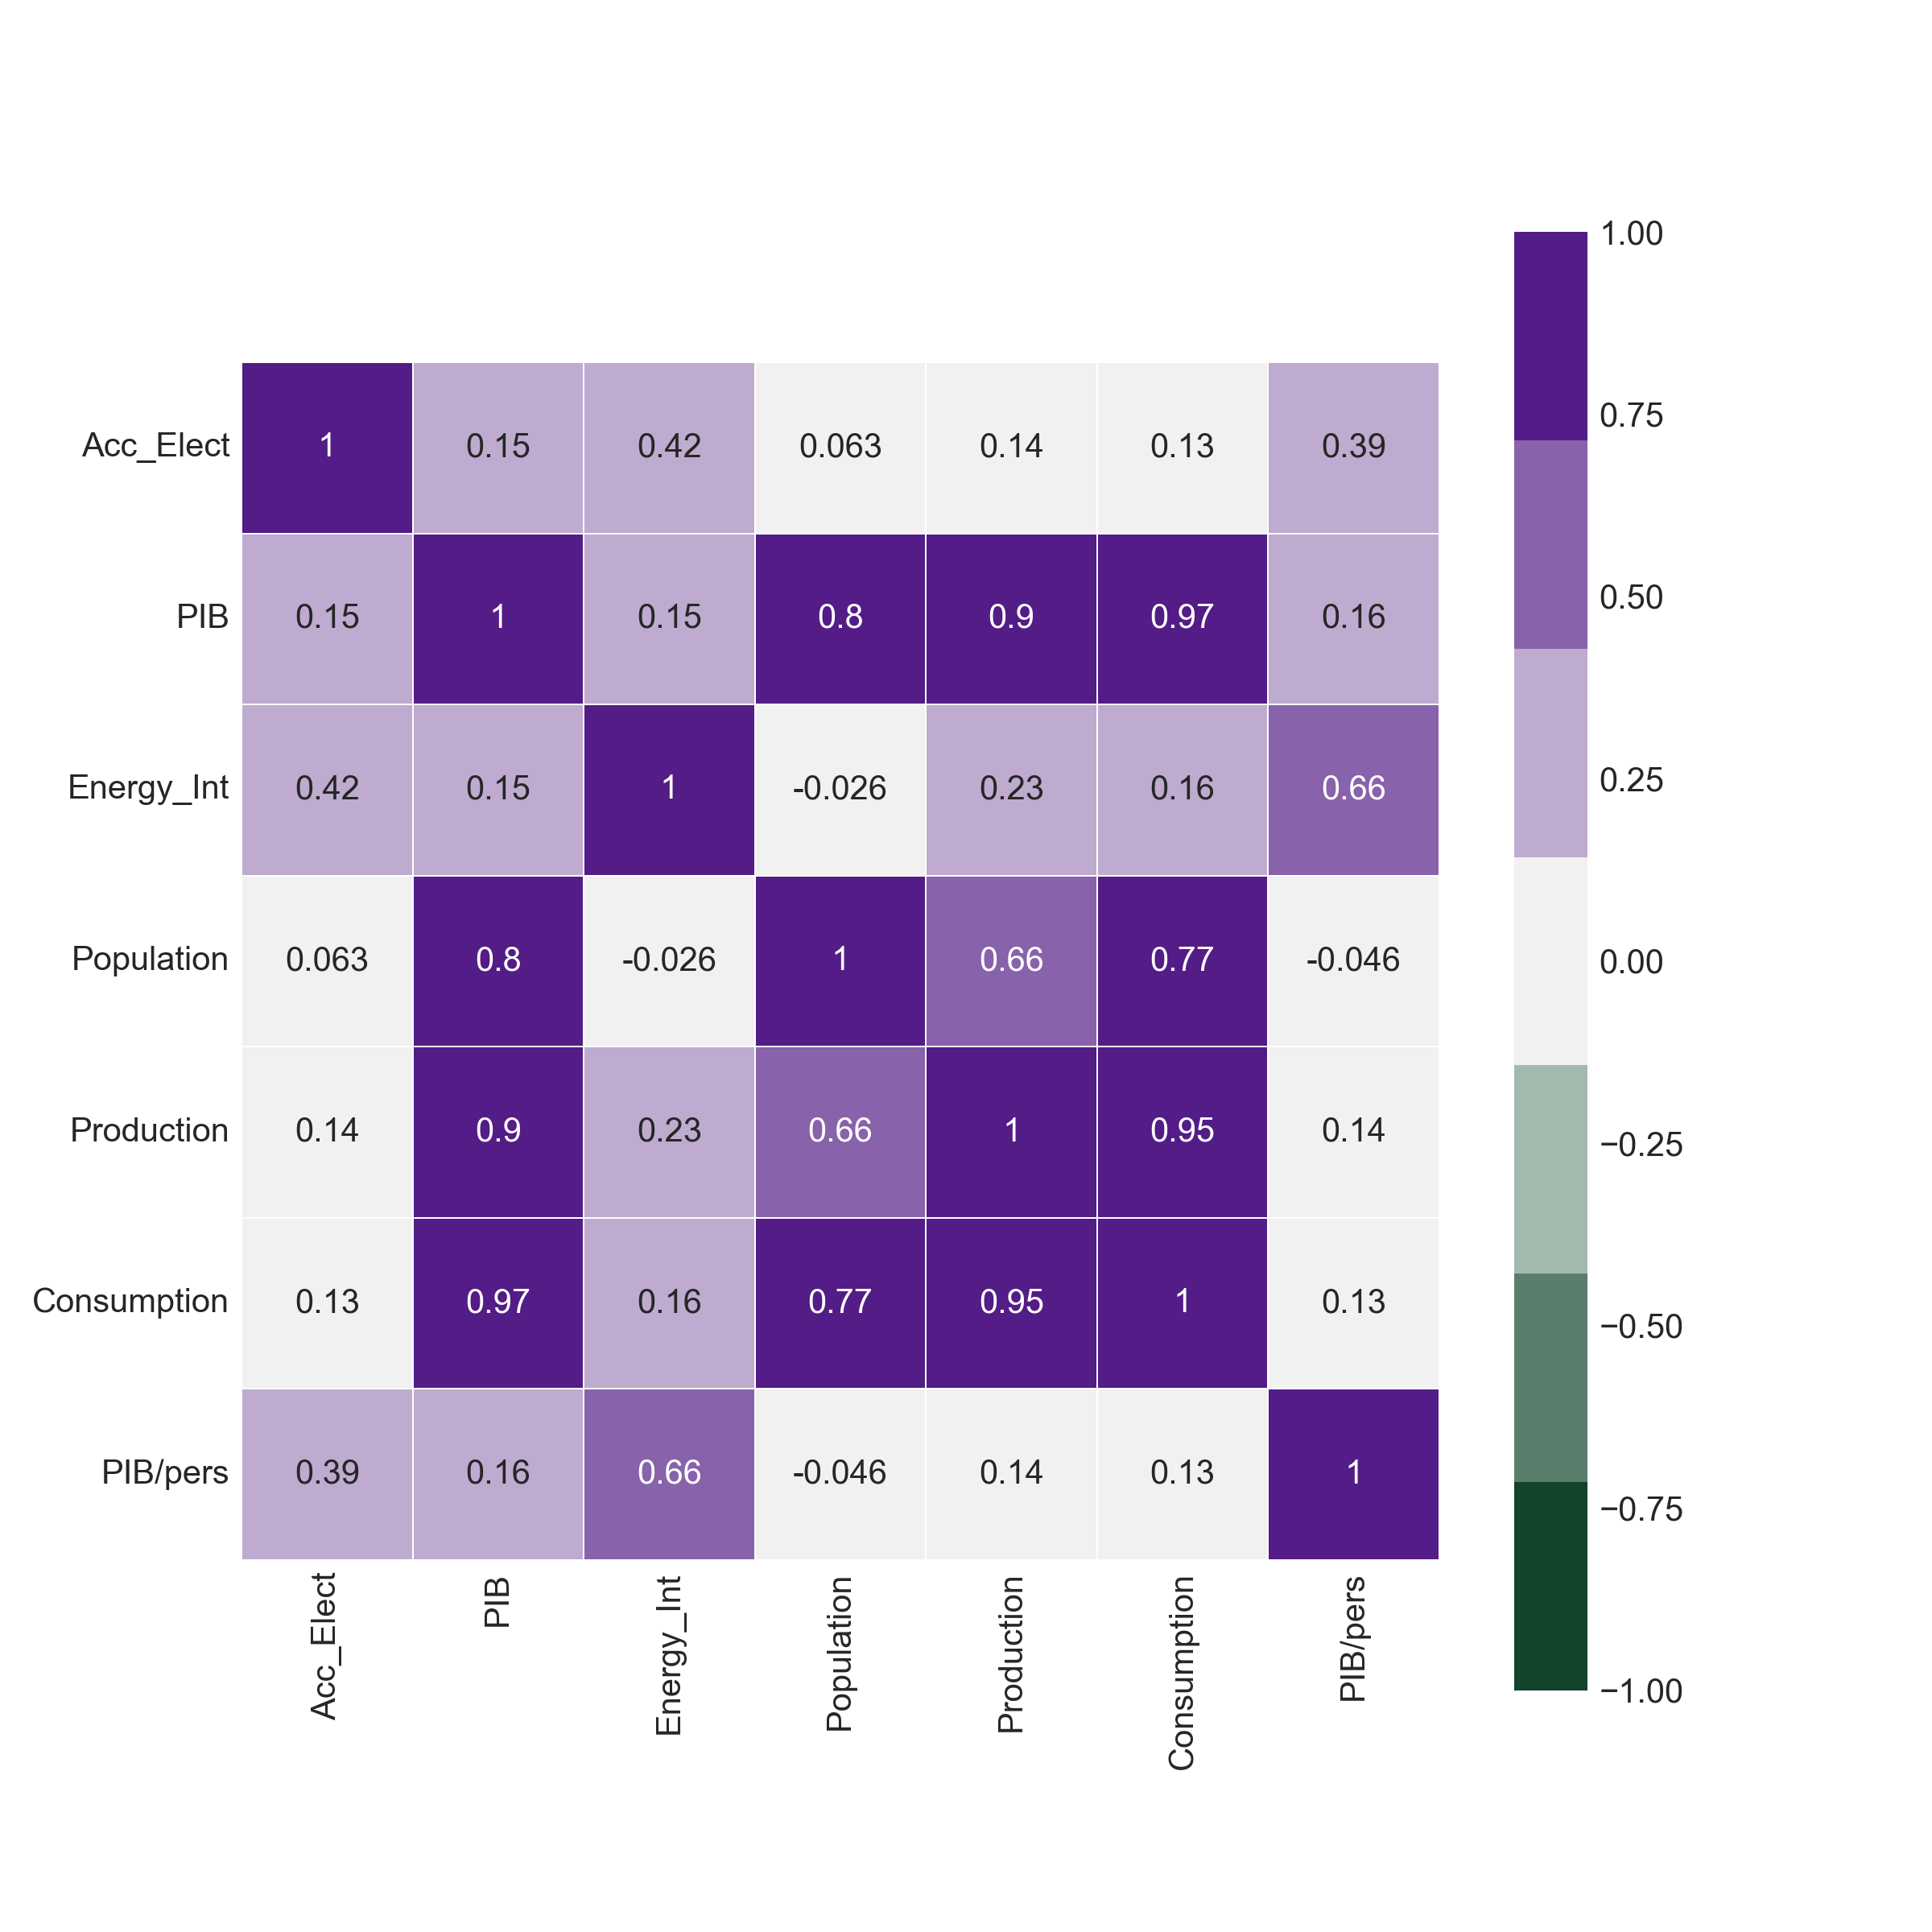 1.00
Acc_Elect 1 0.15 0.42 0.063 0.14 0.13 0.39
0.75
PIB 0.15 1 0.15 0.8 0.9 0.97 0.16
0.50
Energy_Int 0.42 0.15 1 -0.026 0.23 0.16 0.66
0.25
Population 0.063 0.8 -0.026 1 0.66 0.77 -0.046
0.00
Production 0.14 0.9 0.23 0.66 1 0.95 0.14
−0.25
Consumption 0.13 0.97 0.16 0.77 0.95 1 0.13
−0.50
PIB/pers 0.39 0.16 0.66 -0.046 0.14 0.13 1
−0.75
−1.00
Acc_Elect
PIB
Energy_Int
Population
Production
Consumption
PIB/pers